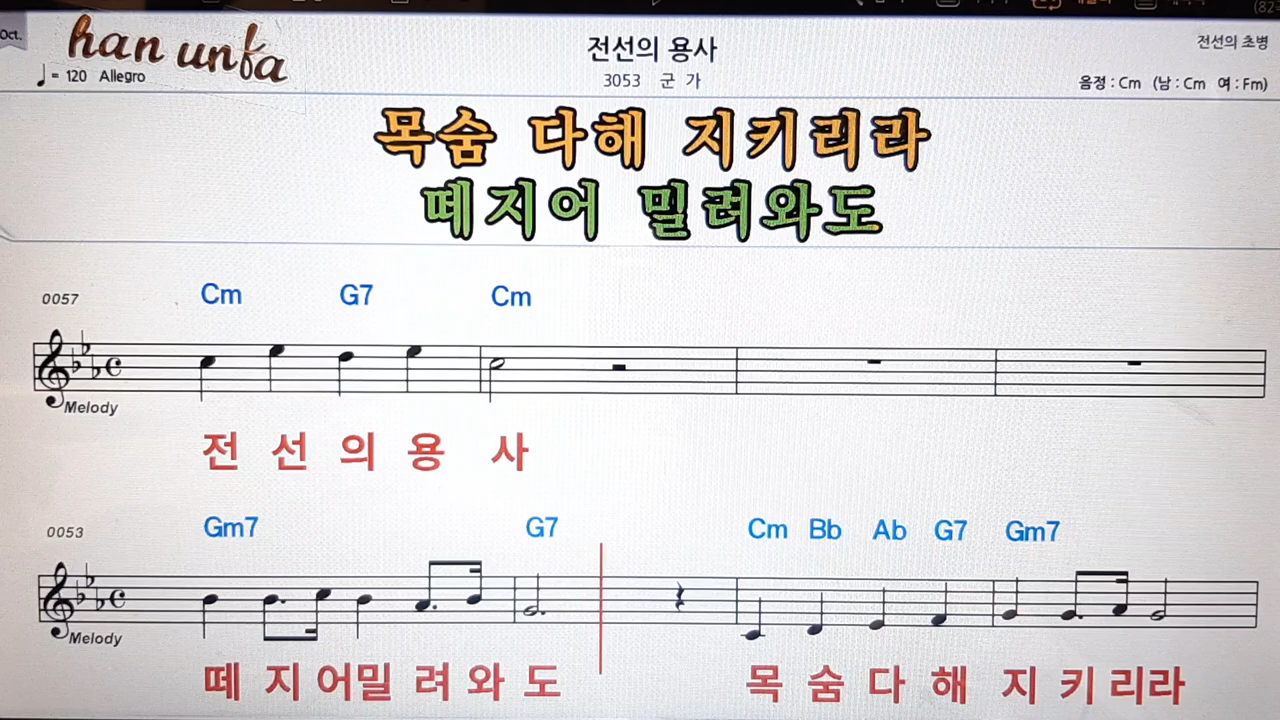 Oct.
han unfa
전선의 용사
전선의 초병
♩ = 120 Allegro
3053 군 가
음정 : Cm (남 : Cm 여 : Fm)
목숨 다해 지키리라
떼지어 밀려와도
0057
Cm G7 Cm
Melody
전 선 의 용 사
0053
Gm7 G7 Cm Bb Ab G7 Gm7
Melody
떼 지 어밀 려 와 도 목 숨 다 해 지 키 리라